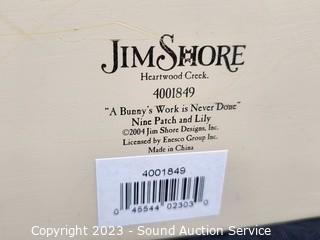 JIM SHORE
Heartwood Creek.
4001849
"A Bunny's Work is Never Done"
Nine Patch and Lily
©2004 Jim Shore Designs, Inc.
Licensed by Enesco Group Inc.
Made in China
4001849
0 45544 02303 0
Copyright 2023 - Sound Auction Service